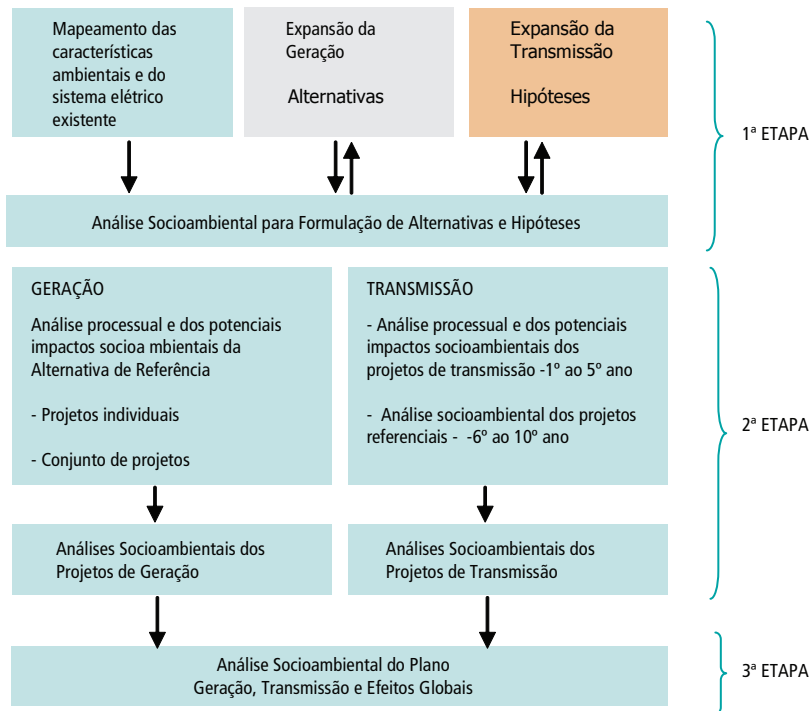 Mapeamento das
características
ambientais e do
sistema elétrico
existente
Expansão da
Geração
Alternativas
Expansão da
Transmissão
Hipóteses
1ª ETAPA
Análise Socioambiental para Formulação de Alternativas e Hipóteses
GERAÇÃO
Análise processual e dos potenciais
impactos socioa mbientais da
Alternativa de Referência
- Projetos individuais
- Conjunto de projetos
TRANSMISSÃO
- Análise processual e dos potenciais
impactos socioambientais dos
projetos de transmissão -1º ao 5º ano
- Análise socioambiental dos projetos
referenciais - -6º ao 10º ano
2ª ETAPA
Análises Socioambientais dos
Projetos de Geração
Análises Socioambientais dos
Projetos de Transmissão
Análise Socioambiental do Plano
Geração, Transmissão e Efeitos Globais
3ª ETAPA